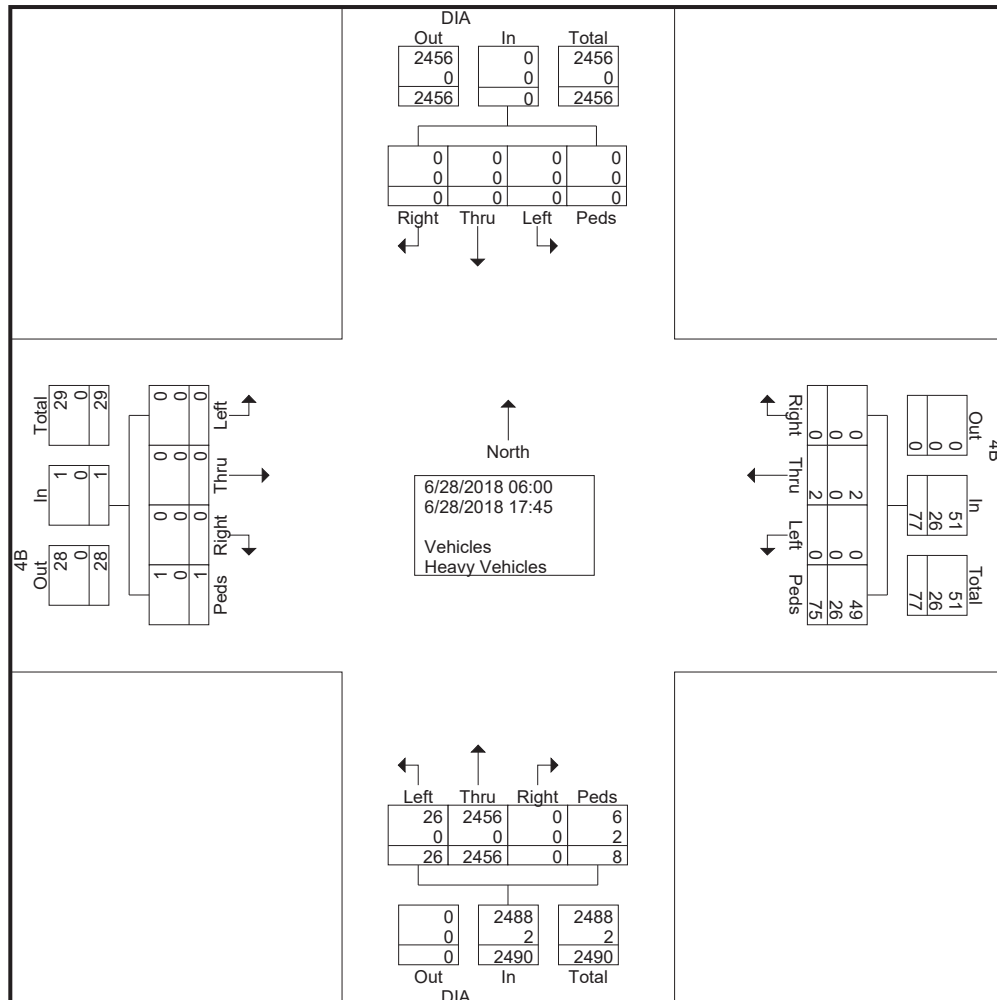 DIA
Out In Total
2456 0 2456
0 0 0
2456 0 2456
0 0 0 0
0 0 0 0
0 0 0 0
Right Thru Left Peds
Total
29 0 29
In
1 0 1
Out
28 0 28
4B
Left
0 0 0
Thru
0 0 0
Right
0 0 0
Peds
1 0 1
North
6/28/2018 06:00
6/28/2018 17:45
Vehicles
Heavy Vehicles
Right
0 0 0
Thru
2 0 2
Left
0 0 0
Peds
49 26 75
4B
Out
0 0 0
In
51 26 77
Total
51 26 77
Left Thru Right Peds
26 2456 0 6
0 0 0 2
26 2456 0 8
0 2488 2488
0 2 2
0 2490 2490
Out In Total
DIA